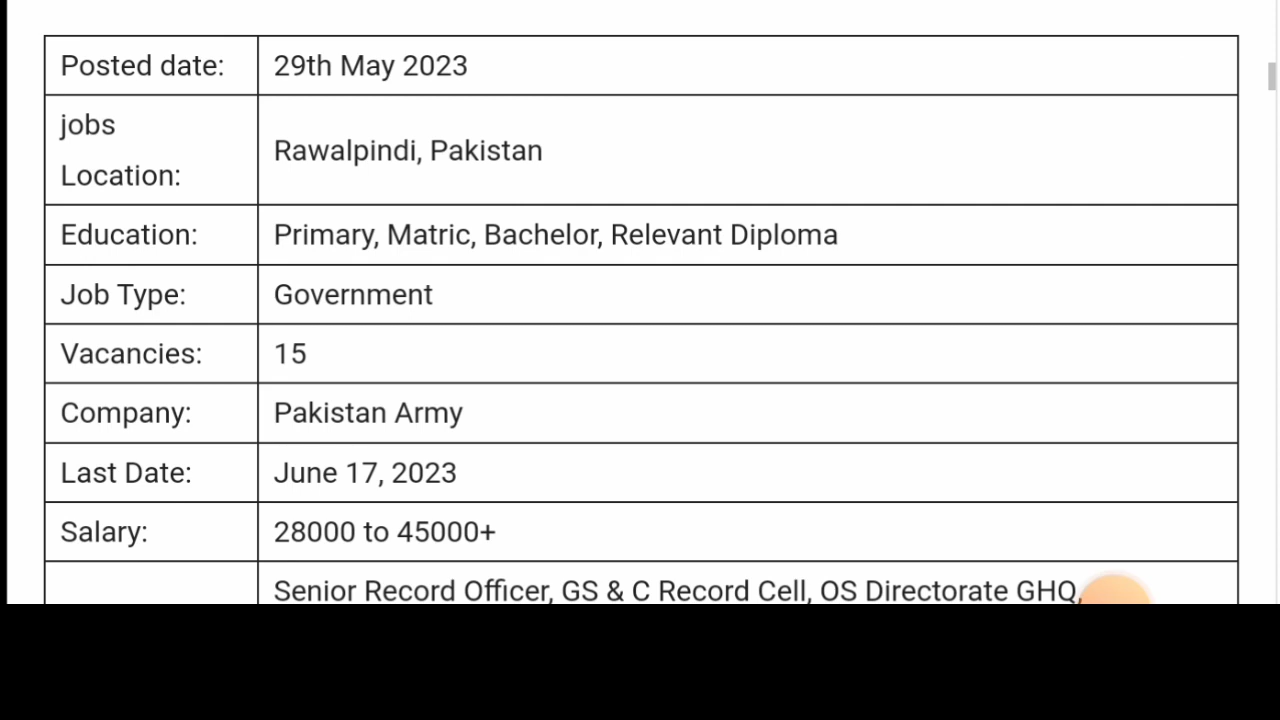 Posted date: 29th May 2023
jobs
Location: Rawalpindi, Pakistan
Education: Primary, Matric, Bachelor, Relevant Diploma
Job Type: Government
Vacancies: 15
Company: Pakistan Army
Last Date: June 17, 2023
Salary: 28000 to 45000+
Senior Record Officer, GS & C Record Cell, OS Directorate GHQ,